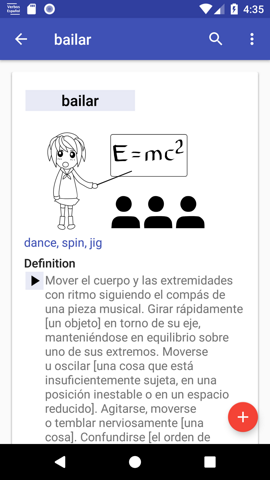 Verbos
Español
4:35
bailar
bailar
E=mc²
dance, spin, jig
Definition
Mover el cuerpo y las extremidades
con ritmo siguiendo el compás de
una pieza musical. Girar rápidamente
[un objeto] en torno de su eje,
manteniéndose en equilibrio sobre
uno de sus extremos. Moverse
u oscilar [una cosa que está
insuficientemente sujeta, en una
posición inestable o en un espacio
reducido]. Agitarse, moverse
o temblar nerviosamente [una
cosa]. Confundirse [el orden de